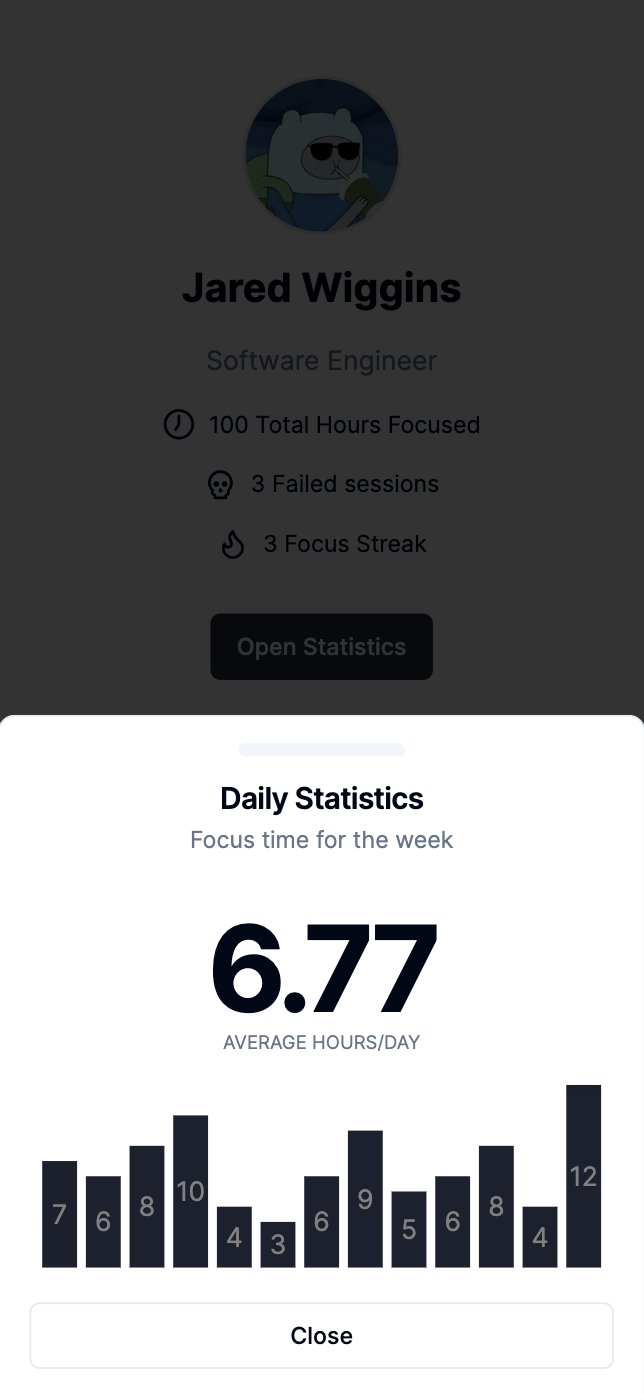 Jared Wiggins
Software Engineer
100 Total Hours Focused
3 Failed sessions
3 Focus Streak
Open Statistics
Daily Statistics
Focus time for the week
6.77
AVERAGE HOURS/DAY
7 6 8 10 4 3 6 9 5 6 8 4 12
Close